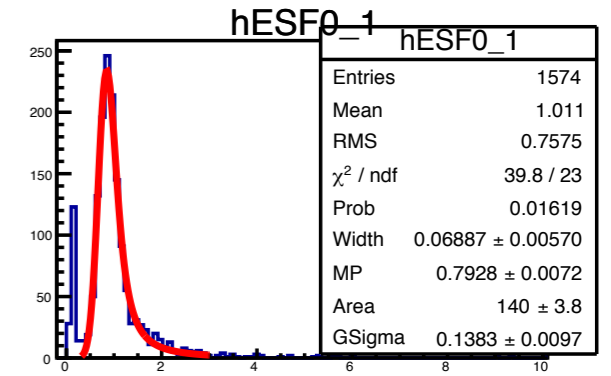 hESF0_1
hESF0_1
Entries 1574
Mean 1.011
RMS 0.7575
χ² / ndf 39.8 / 23
Prob 0.01619
Width 0.06887 ± 0.00570
MP 0.7928 ± 0.0072
Area 140 ± 3.8
GSigma 0.1383 ± 0.0097
250
200
150
100
50
0
0 2 4 6 8 10